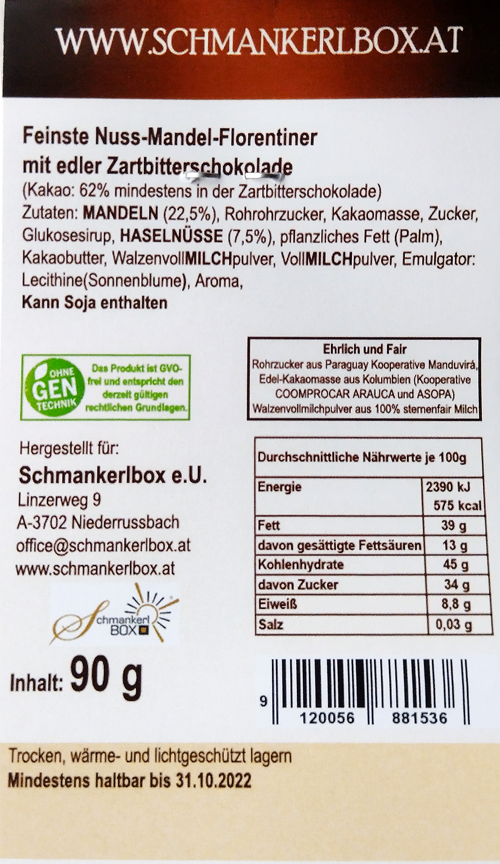 WWW.SCHMANKERLBOX.AT
Feinste Nuss-Mandel-Florentiner
mit edler Zartbitterschokolade
(Kakao: 62% mindestens in der Zartbitterschokolade)
Zutaten: MANDELN (22,5%), Rohrohrzucker, Kakaomasse, Zucker,
Glukosesirup, HASELNÜSSE (7,5%), pflanzliches Fett (Palm),
Kakaobutter, WalzenvollMILCHpulver, VollMILCHpulver, Emulgator:
Lecithine(Sonnenblume), Aroma,
Kann Soja enthalten
OHNE
GEN
TECHNIK
Das Produkt ist GVO-
frei und entspricht den
derzeit gültigen
rechtlichen Grundlagen.
Ehrlich und Fair
Rohrzucker aus Paraguay Kooperative Manduvirá,
Edel-Kakaomasse aus Kolumbien (Kooperative
COOMPROCAR ARAUCA und ASOPA)
Walzenvollmilchpulver aus 100% sternenfair Milch
Hergestellt für:
Schmankerlbox e.U.
Linzerweg 9
A-3702 Niederrussbach
office@schmankerlbox.at
www.schmankerlbox.at
Schmankerl
BOX
Inhalt: 90 g
Durchschnittliche Nährwerte je 100g
Energie 2390 kJ
575 kcal
Fett 39 g
davon gesättigte Fettsäuren 13 g
Kohlenhydrate 45 g
davon Zucker 34 g
Eiweiß 8,8 g
Salz 0,03 g
9 120056 881536
Trocken, wärme- und lichtgeschützt lagern
Mindestens haltbar bis 31.10.2022